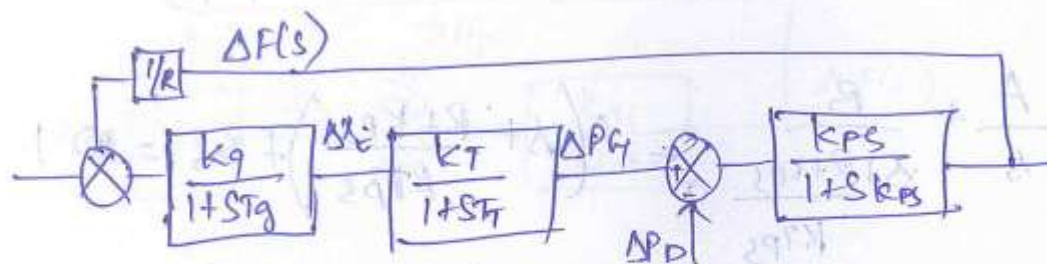 1/R ΔF(s)
Kg
1+STg
ΔXE
KT
1+STT
ΔPG
+
-
ΔPD
KPS
1+SKPS